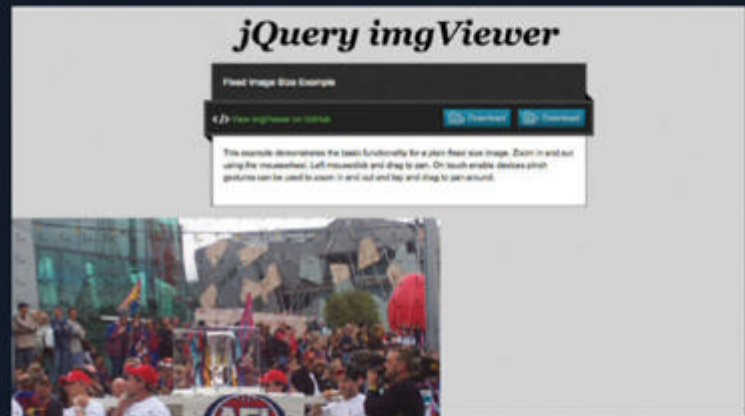 jQuery imgViewer
Fixed Image Size Example
</> View imgViewer on GitHub
Download Download
This example demonstrates the basic functionality for a plain fixed size image. Zoom in and out
using the mousewheel. Left mouseclick and drag to pan. On touch enable devices pinch
gestures can be used to zoom in and out and tap and drag to pan around.